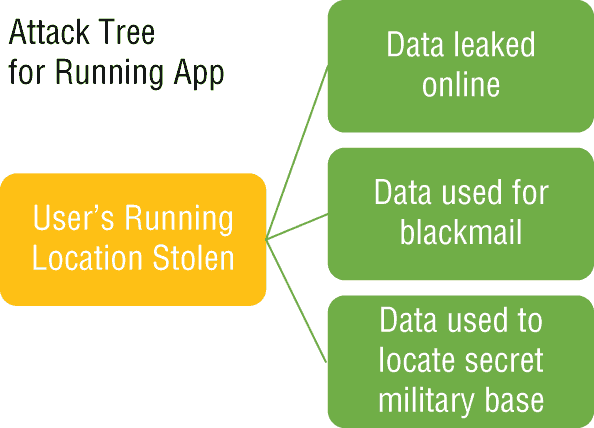 Attack Tree
for Running App
User's Running
Location Stolen
Data leaked
online
Data used for
blackmail
Data used to
locate secret
military base